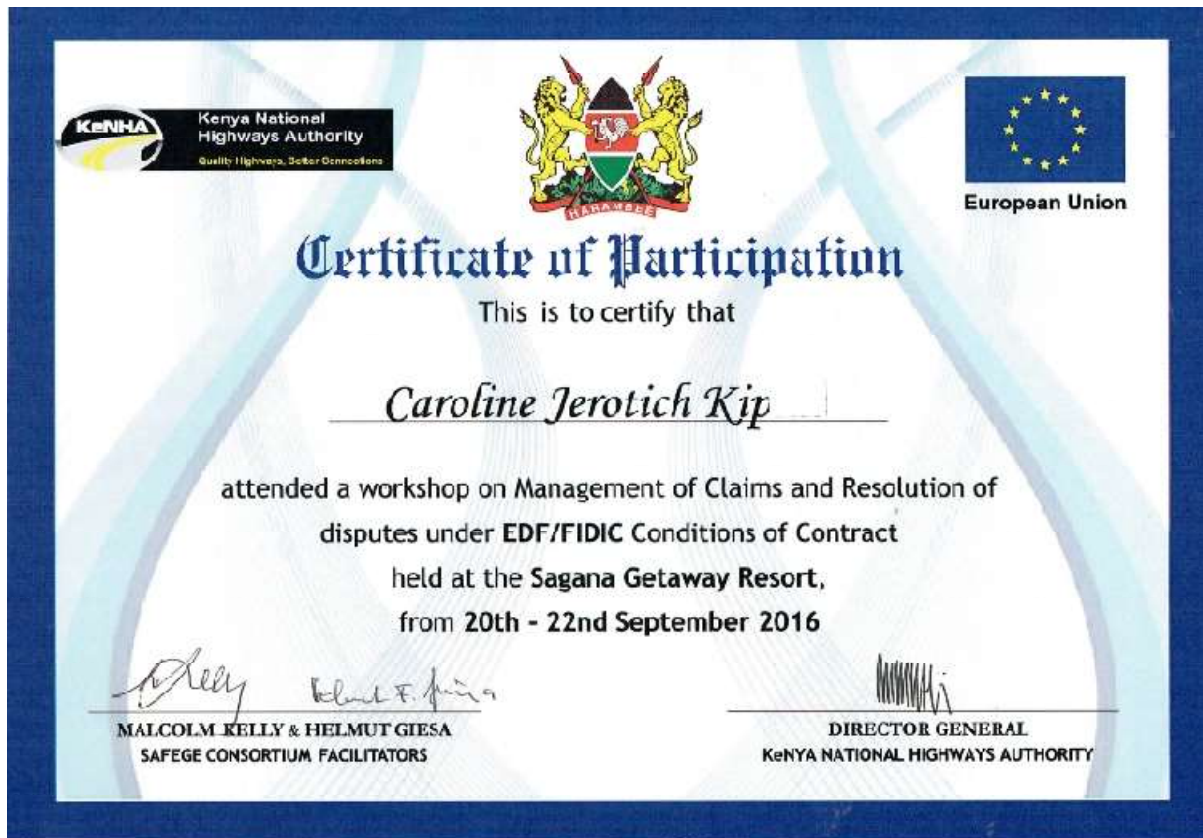 KeNHA
Kenya National
Highways Authority
Quality Highways, Better Connections
HARAMBEE
European Union
Certificate of Participation
This is to certify that
Caroline Jerotich Kip
attended a workshop on Management of Claims and Resolution of
disputes under EDF/FIDIC Conditions of Contract
held at the Sagana Getaway Resort,
from 20th - 22nd September 2016
MALCOLM KELLY & HELMUT GIESA
SAFEGE CONSORTIUM FACILITATORS
DIRECTOR GENERAL
KeNYA NATIONAL HIGHWAYS AUTHORITY